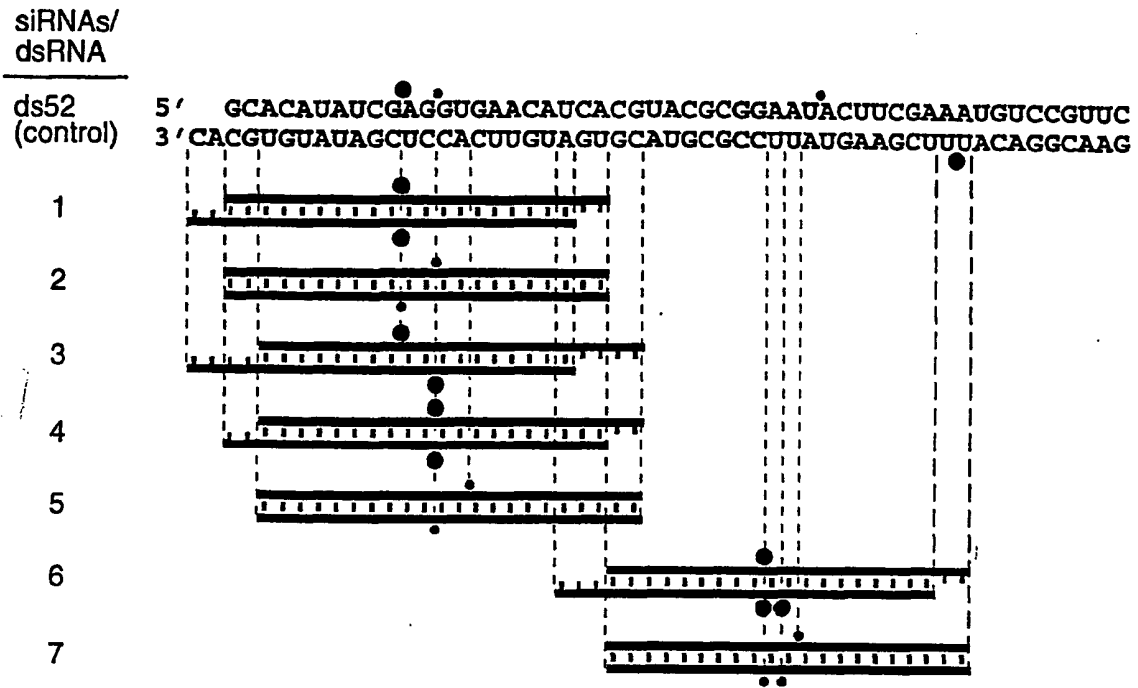 siRNAs/
dsRNA
ds52 5′ GCACAUAUCGAGGUGAACAUCACGUACGCGGAAUACUUCGAAAUGUCCGUUC
(control) 3′CACGUGUAUAGCUCCACUUGUAGUGCAUGCGCCUUAUGAAGCUUUACAGGCAAG
1
2
3
4
5
6
7